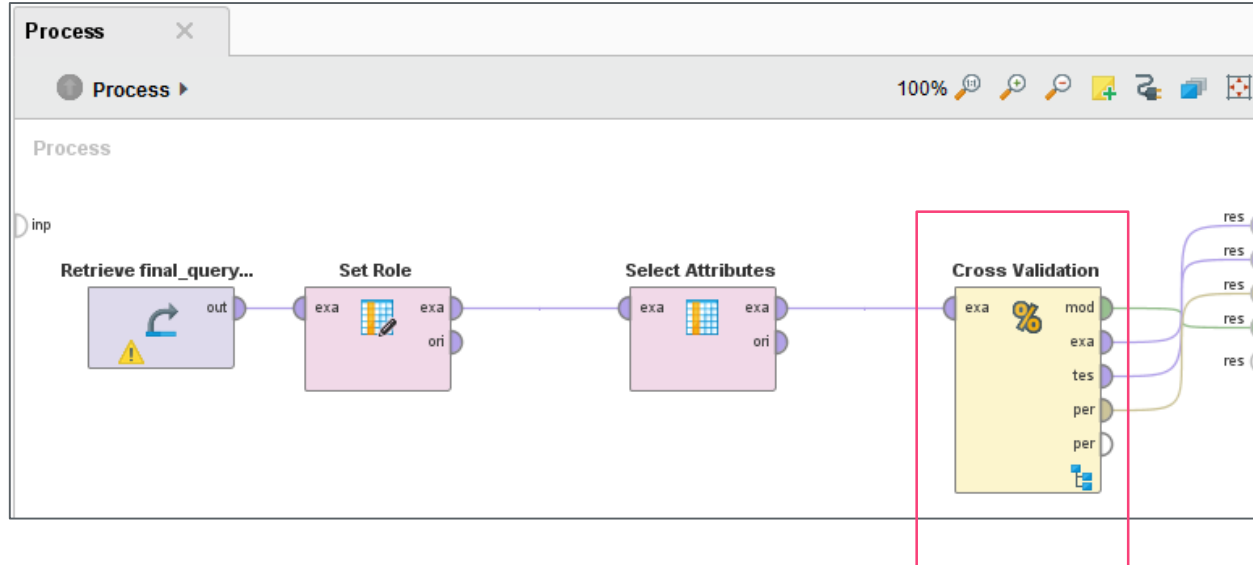 Process
Process
100%
Process
inp
Retrieve final_query...
Set Role
Select Attributes
Cross Validation
out
exa
exa
ori
exa
exa
ori
exa
mod
exa
tes
per
per
res
res
res
res
res